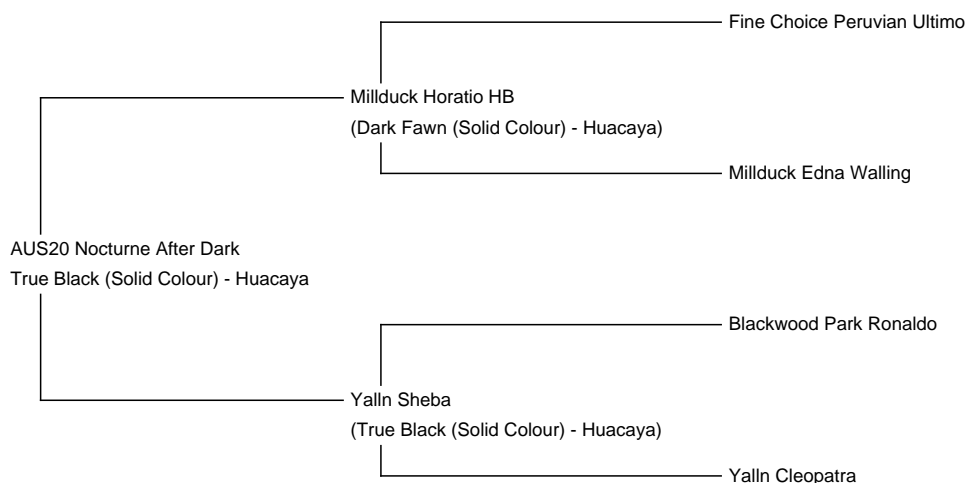 Fine Choice Peruvian Ultimo
Millduck Horatio HB
(Dark Fawn (Solid Colour) - Huacaya)
Millduck Edna Walling
AUS20 Nocturne After Dark
True Black (Solid Colour) - Huacaya
Blackwood Park Ronaldo
Yalln Sheba
(True Black (Solid Colour) - Huacaya)
Yalln Cleopatra